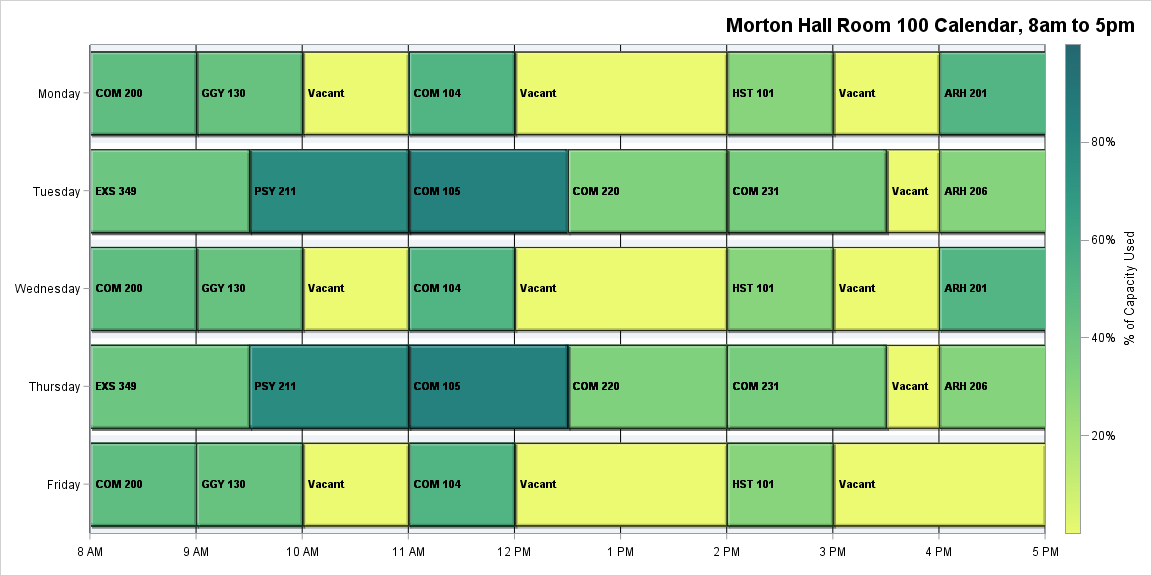 Morton Hall Room 100 Calendar, 8am to 5pm
Monday COM 200 GGY 130 Vacant COM 104 Vacant HST 101 Vacant ARH 201
80%
Tuesday EXS 349 PSY 211 COM 105 COM 220 COM 231 Vacant ARH 206
60%
Wednesday COM 200 GGY 130 Vacant COM 104 Vacant HST 101 Vacant ARH 201
% of Capacity Used
40%
Thursday EXS 349 PSY 211 COM 105 COM 220 COM 231 Vacant ARH 206
20%
Friday COM 200 GGY 130 Vacant COM 104 Vacant HST 101 Vacant
8 AM 9 AM 10 AM 11 AM 12 PM 1 PM 2 PM 3 PM 4 PM 5 PM